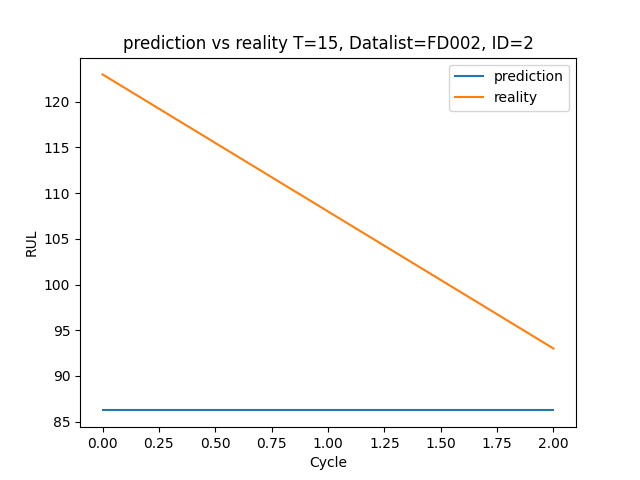 prediction vs reality T=15, Datalist=FD002, ID=2
prediction
reality
120
115
110
105
100
95
90
85
RUL
0.00 0.25 0.50 0.75 1.00 1.25 1.50 1.75 2.00
Cycle